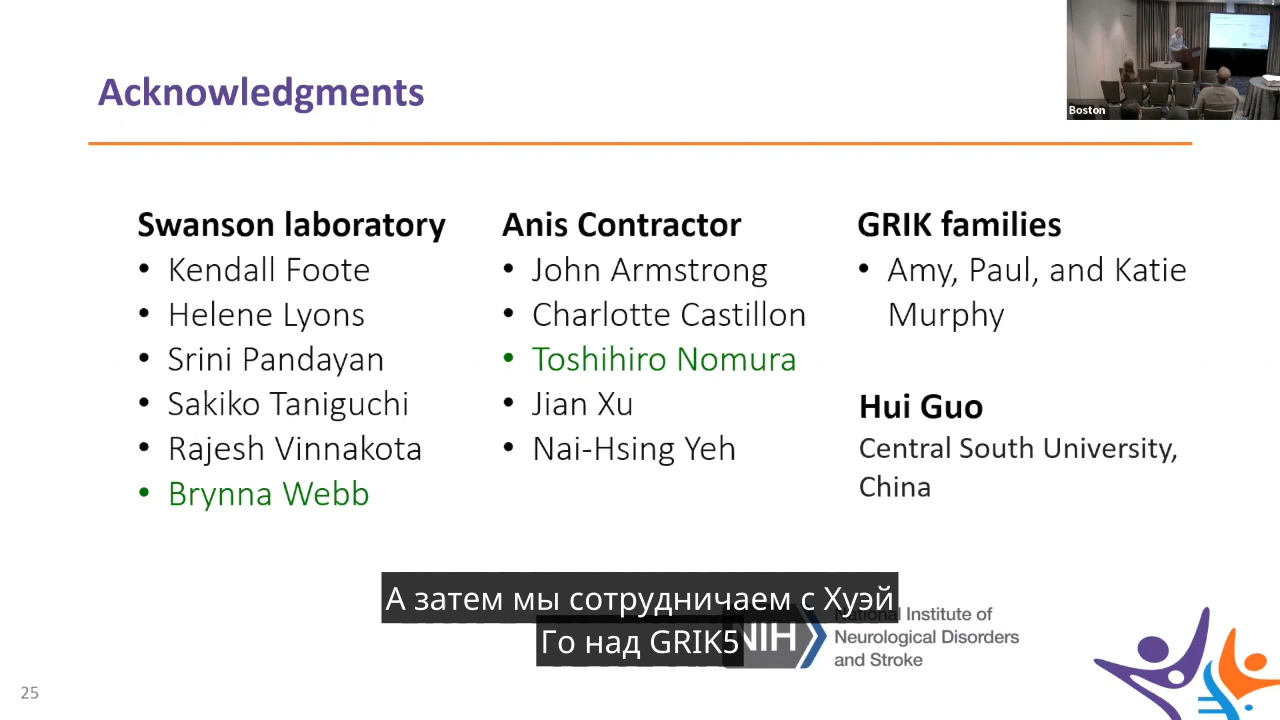 Acknowledgments
Boston
Swanson laboratory
• Kendall Foote
• Helene Lyons
• Srini Pandayan
• Sakiko Taniguchi
• Rajesh Vinnakota
• Brynna Webb
Anis Contractor
• John Armstrong
• Charlotte Castillon
• Toshihiro Nomura
• Jian Xu
• Nai-Hsing Yeh
GRIK families
• Amy, Paul, and Katie
Murphy
Hui Guo
Central South University,
China
А затем мы сотрудничаем с Хуэй
Го над GRIK5
NIH
National Institute of
Neurological Disorders
and Stroke
25